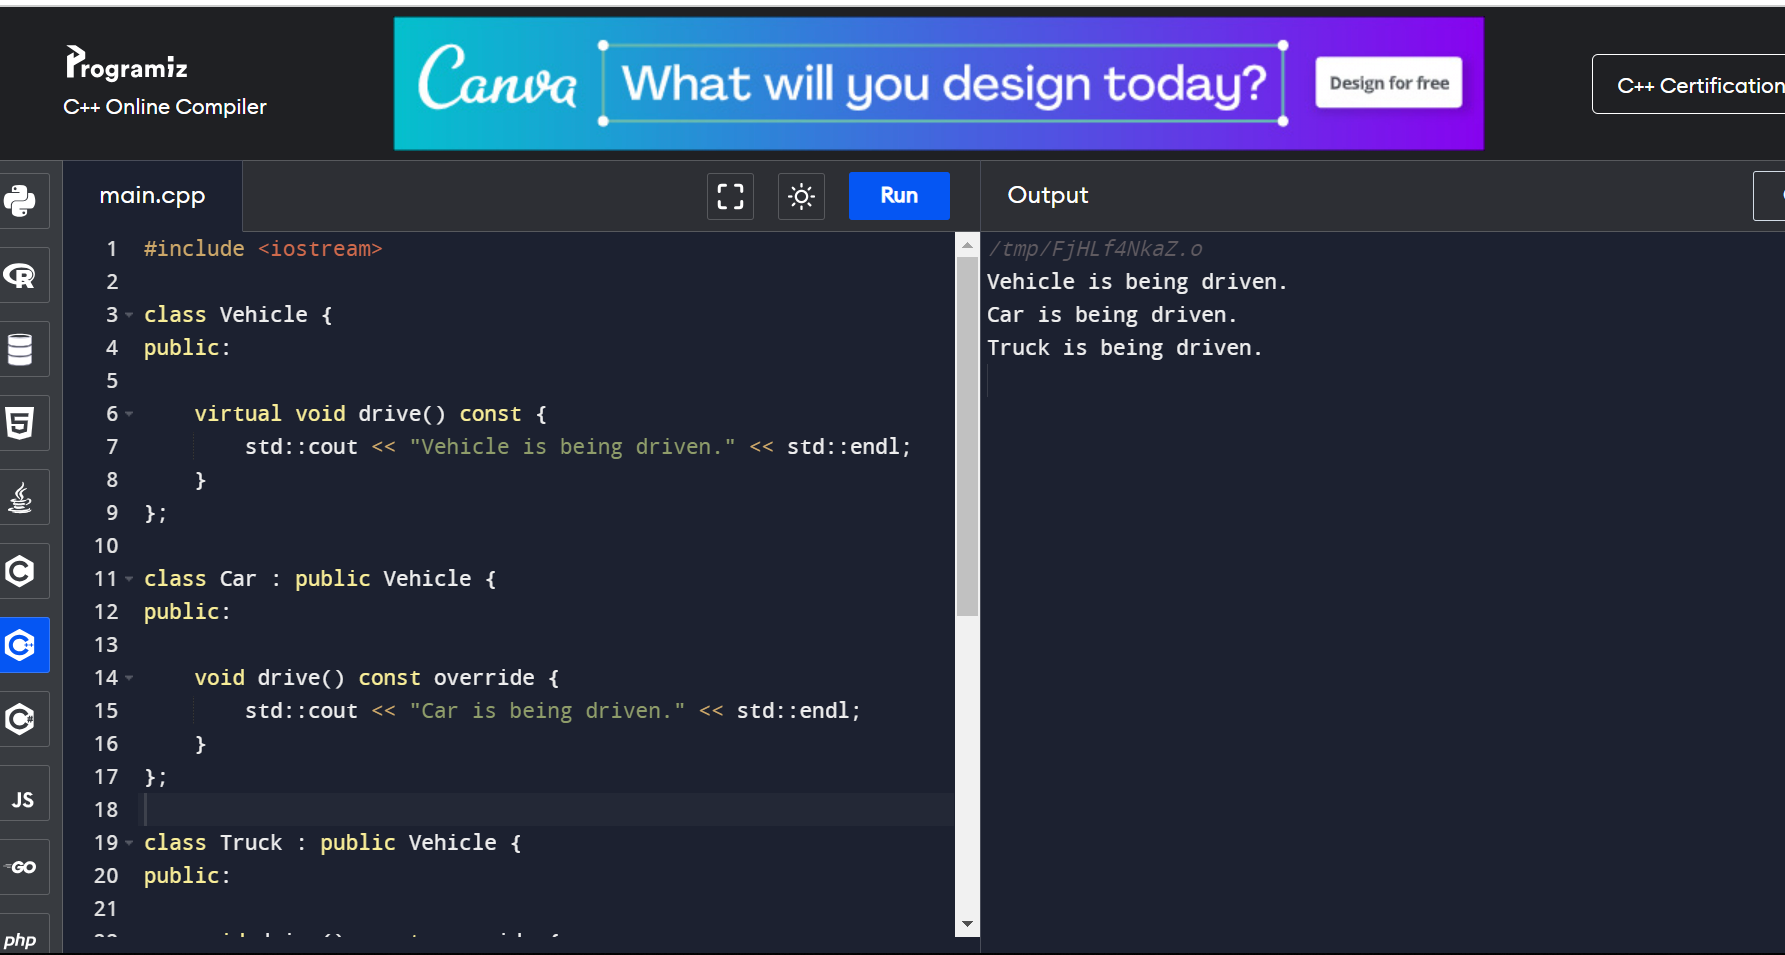 Programiz
C++ Online Compiler
Canva
What will you design today?
Design for free
C++ Certification
main.cpp
Run
Output
1 #include <iostream>
2
3 class Vehicle {
4 public:
5
6 virtual void drive() const {
7 std::cout << "Vehicle is being driven." << std::endl;
8 }
9 };
10
11 class Car : public Vehicle {
12 public:
13
14 void drive() const override {
15 std::cout << "Car is being driven." << std::endl;
16 }
17 };
18
19 class Truck : public Vehicle {
20 public:
21
/tmp/FjHLf4NkaZ.o
Vehicle is being driven.
Car is being driven.
Truck is being driven.
R
5
C
C++
C#
JS
GO
php